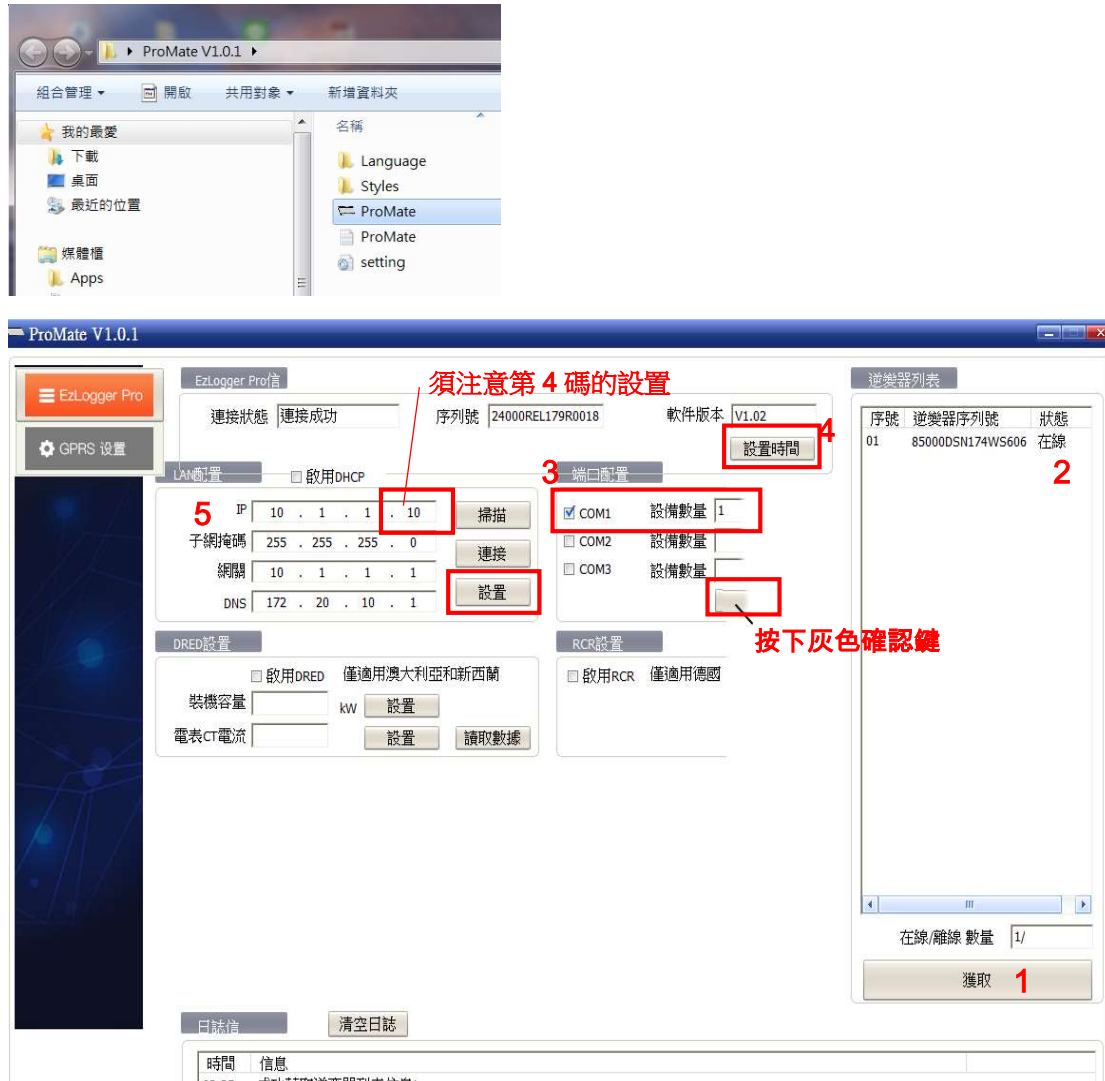 ProMate V1.0.1
組合管理 開啟 共用對象 新增資料夾
我的最愛
下載
桌面
最近的位置
媒體櫃
Apps
名稱
Language
Styles
ProMate
ProMate
setting
ProMate V1.0.1
EzLogger Pro
GPRS 设置
EzLogger Pro信
須注意第 4 碼的設置
連接狀態 連接成功 序列號 24000REL179R0018 軟件版本 V1.02
4
設置時間
LAN配置 啟用DHCP
5
IP 10 . 1 . 1 . 10 掃描
子網掩碼 255 . 255 . 255 . 0 連接
網關 10 . 1 . 1 . 1
設置
DNS 172 . 20 . 10 . 1
3 端口配置
COM1 設備數量 1
COM2 設備數量
COM3 設備數量
按下灰色確認鍵
DRED設置
啟用DRED 僅適用澳大利亞和新西蘭
裝機容量 kW 設置
電表CT電流 設置 讀取數據
RCR設置
啟用RCR 僅適用德國
逆變器列表
序號 逆變器序列號 狀態
01 85000DSN174WS606 在線
2
在線/離線 數量 1/
獲取 1
日誌信 清空日誌
時間 信息